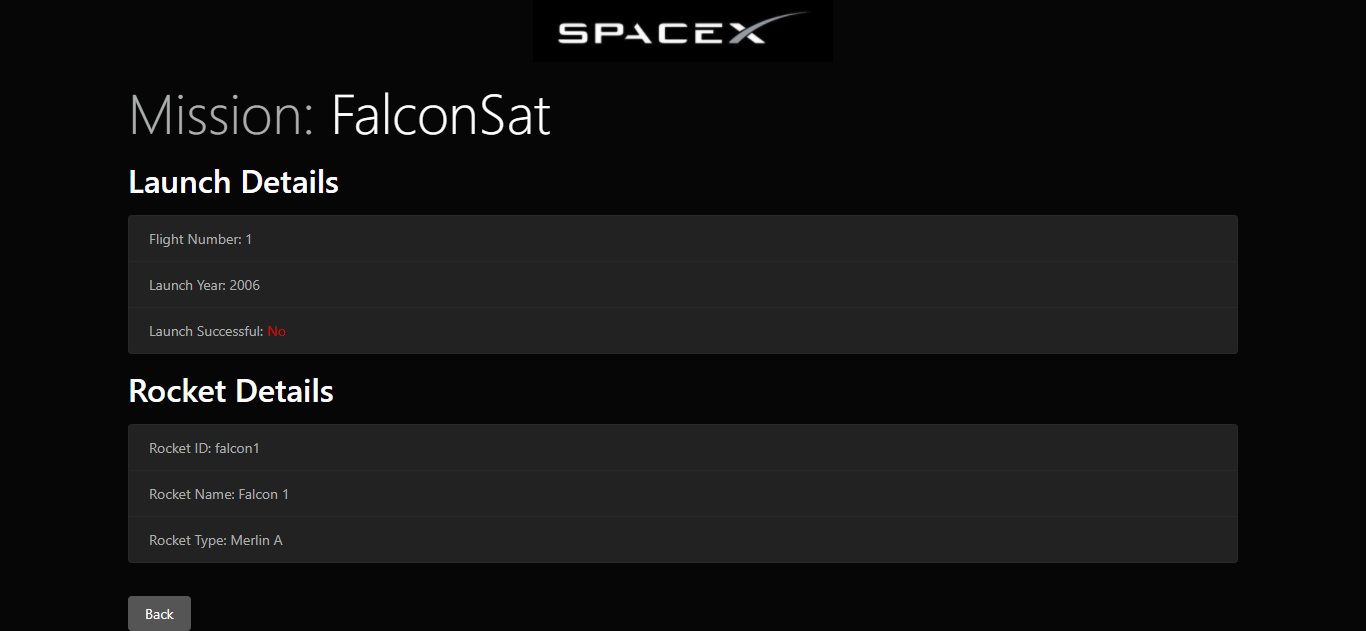 SPACEX
Mission: FalconSat
Launch Details
Flight Number: 1
Launch Year: 2006
Launch Successful: No
Rocket Details
Rocket ID: falcon1
Rocket Name: Falcon 1
Rocket Type: Merlin A
Back